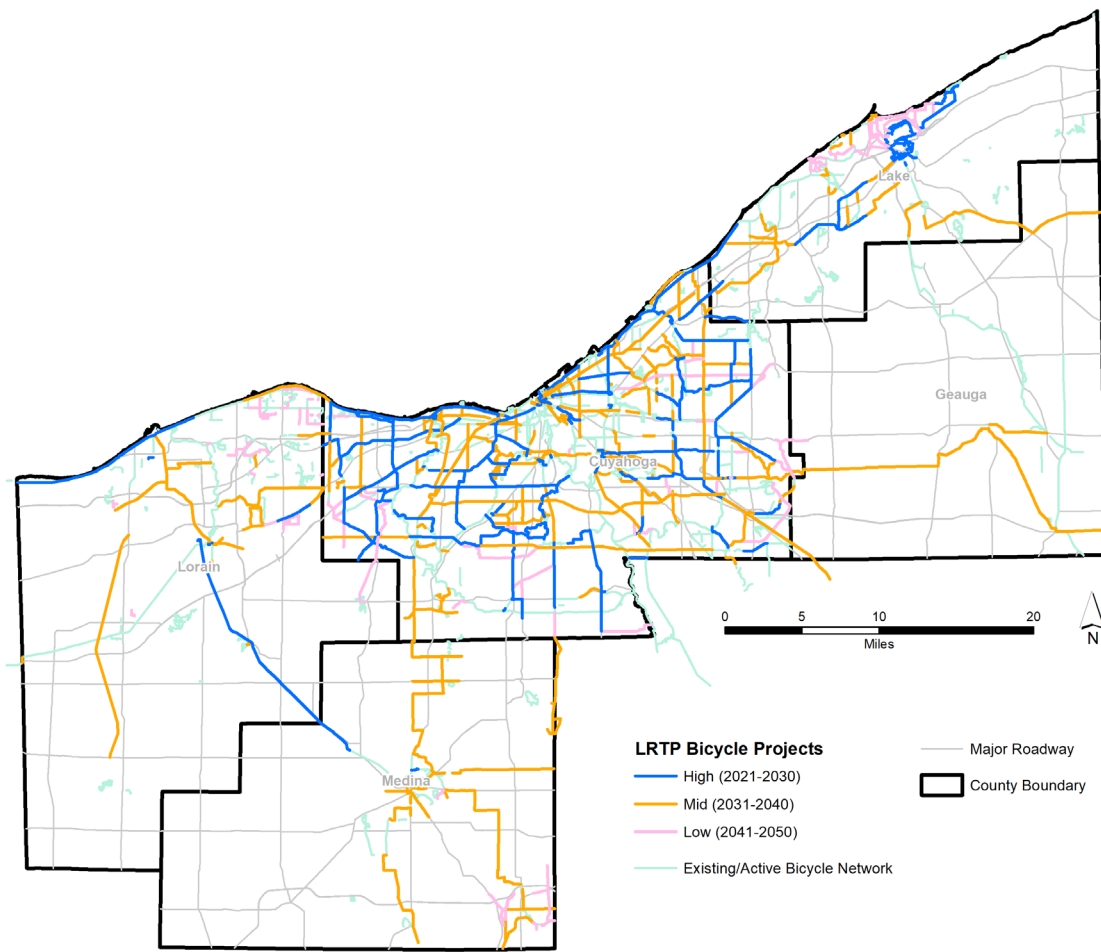 Lake
Geauga
Cuyahoga
Lorain
Medina
0 5 10 20
Miles
N
LRTP Bicycle Projects
High (2021-2030)
Mid (2031-2040)
Low (2041-2050)
Existing/Active Bicycle Network
Major Roadway
County Boundary